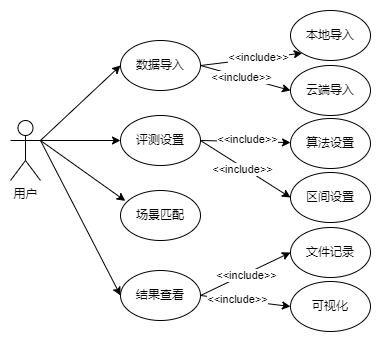 本地导入
数据导入
<<include>>
<<include>>
云端导入
评测设置
<<include>>
算法设置
<<include>>
用户
场景匹配
区间设置
文件记录
<<include>>
结果查看
<<include>>
可视化